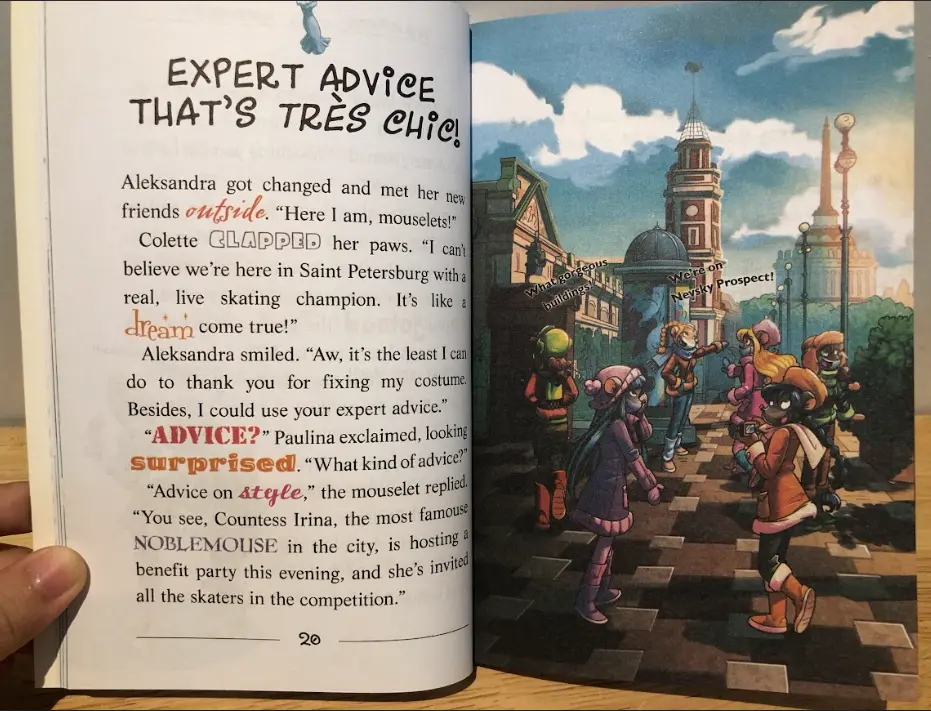 EXPERT ADVICE
THAT'S TRÈS CHIC!
Aleksandra got changed and met her new
friends outside. “Here I am, mouselets!”
Colette CLAPPED her paws. “I can't
believe we're here in Saint Petersburg with a
real, live skating champion. It's like a
dream come true!”
Aleksandra smiled. “Aw, it's the least I can
do to thank you for fixing my costume.
Besides, I could use your expert advice.”
“ADVICE?” Paulina exclaimed, looking
surprised. “What kind of advice?”
“Advice on style,” the mouselet replied.
“You see, Countess Irina, the most famouse
NOBLEMOUSE in the city, is hosting a
benefit party this evening, and she's invited
all the skaters in the competition.”
20
What gorgeous
buildings!
We're on
Nevsky Prospect!